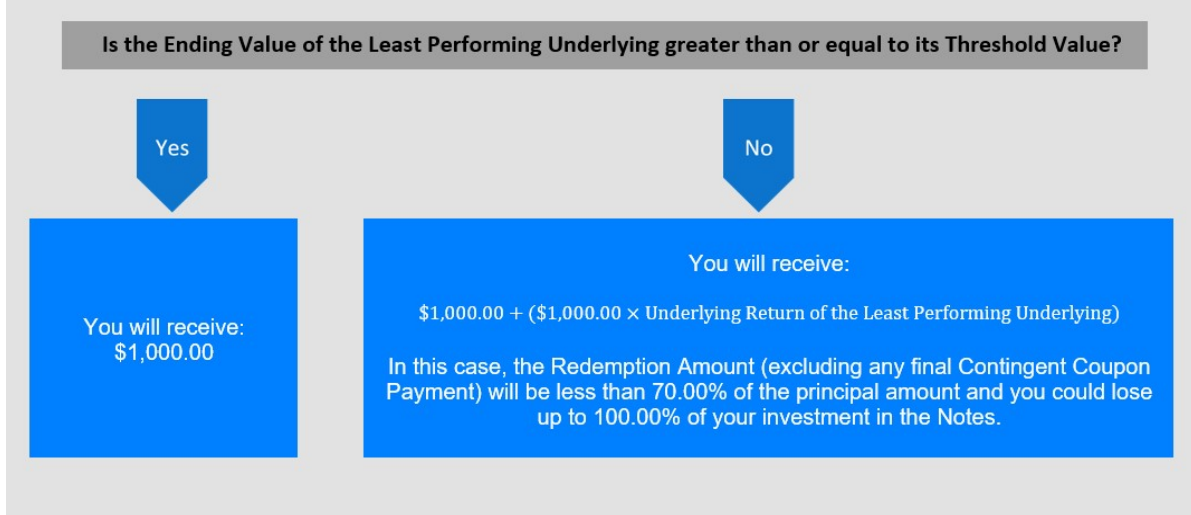 Is the Ending Value of the Least Performing Underlying greater than or equal to its Threshold Value?
Yes
No
You will receive:
$1,000.00
You will receive:
$1,000.00 + ($1,000.00 × Underlying Return of the Least Performing Underlying)
In this case, the Redemption Amount (excluding any final Contingent Coupon
Payment) will be less than 70.00% of the principal amount and you could lose
up to 100.00% of your investment in the Notes.